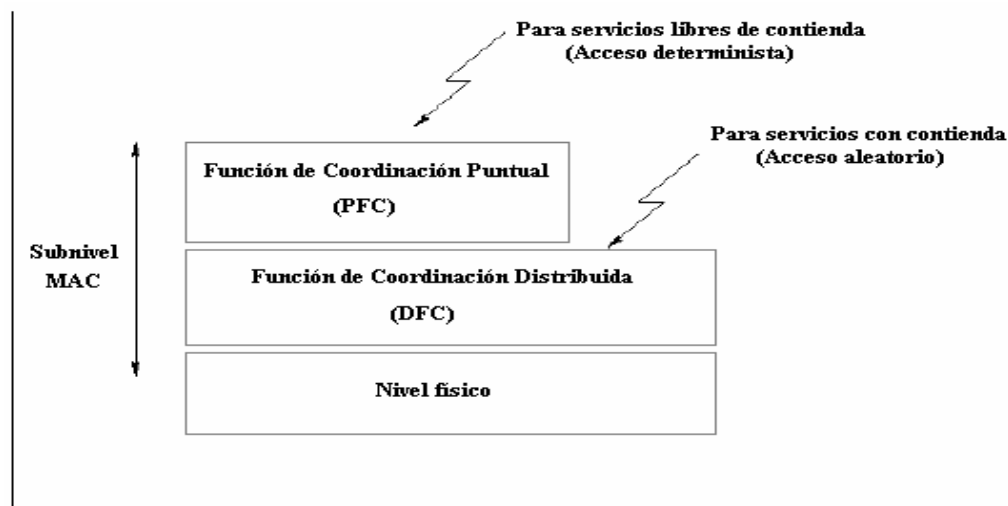 Para servicios libres de contienda
(Acceso determinista)
Para servicios con contienda
(Acceso aleatorio)
Función de Coordinación Puntual
(PFC)
Subnivel
MAC
Función de Coordinación Distribuida
(DFC)
Nivel físico